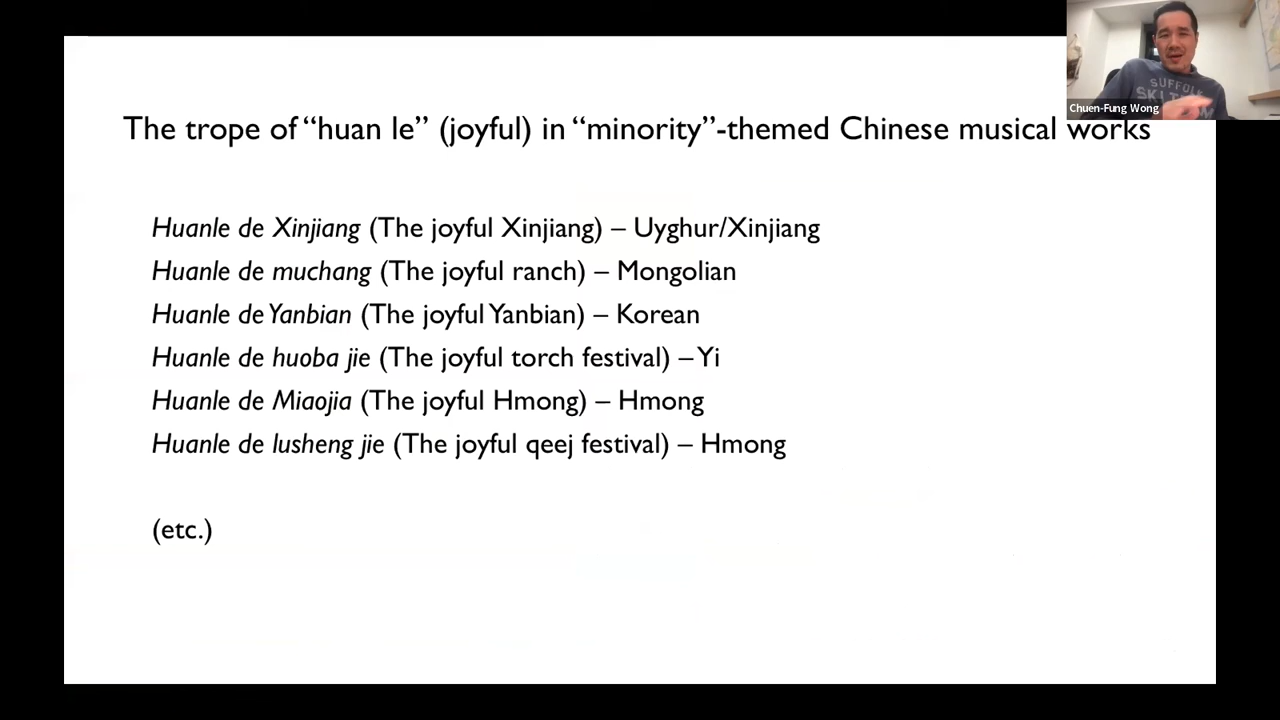 The trope of “huan le” (joyful) in “minority”-themed Chinese musical works
Huanle de Xinjiang (The joyful Xinjiang) – Uyghur/Xinjiang
Huanle de muchang (The joyful ranch) – Mongolian
Huanle de Yanbian (The joyful Yanbian) – Korean
Huanle de huoba jie (The joyful torch festival) – Yi
Huanle de Miaojia (The joyful Hmong) – Hmong
Huanle de lusheng jie (The joyful qeej festival) – Hmong
(etc.)
SUFFOLK
Chuen-Fung Wong